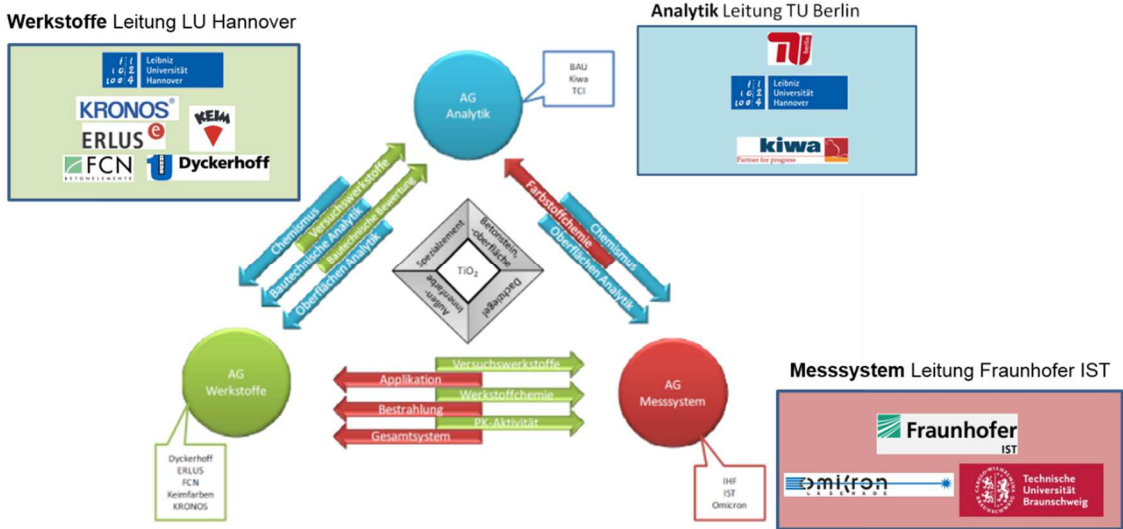 Werkstoffe Leitung LU Hannover
Leibniz
Universität
Hannover
KRONOS®
KEIM
ERLUS e
FCN
BETONELEMENTE
Dyckerhoff
Analytik Leitung TU Berlin
TU
berlin
Leibniz
Universität
Hannover
kiwa
Partner for progress
AG
Analytik
BAU
Kiwa
TCI
Chemismus
Versuchswerkstoffe
Bautechnische Analytik
Bautechnische Bewertung
Oberflächen Analytik
Farbstoffchemie
Chemismus
Oberflächen Analytik
spezialzement
Betonstein,
-oberfläche
TiO₂
Außen-
Innenfarbe
Dachziegel
AG
Werkstoffe
Versuchswerkstoffe
Applikation
Werkstoffchemie
Bestrahlung
PK-Aktivität
Gesamtsystem
AG
Messsystem
Dyckerhoff
ERLUS
FCN
Keimfarben
KRONOS
IHF
IST
Omicron
Messsystem Leitung Fraunhofer IST
Fraunhofer
IST
omicron
LASERAGE
Technische
Universität
Braunschweig